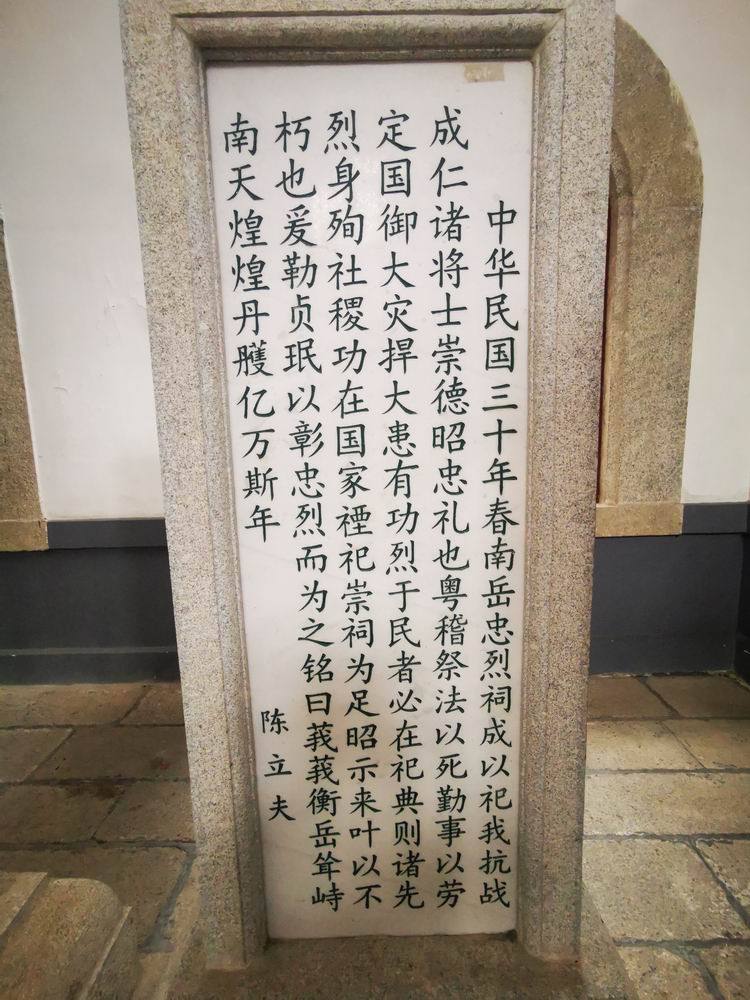 中华民国三十年春南岳忠烈祠成以祀我抗战
成仁诸将士崇德昭忠礼也粤稽祭法以死勤事以劳
定国御大灾捍大患有功烈于民者必在祀典则诸先
烈身殉社稷功在国家禋祀崇祠为足昭示来叶以不
朽也爰勒贞珉以彰忠烈而为之铭曰莪莪衡岳耸峙
南天煌煌丹雘亿万斯年
陈立夫